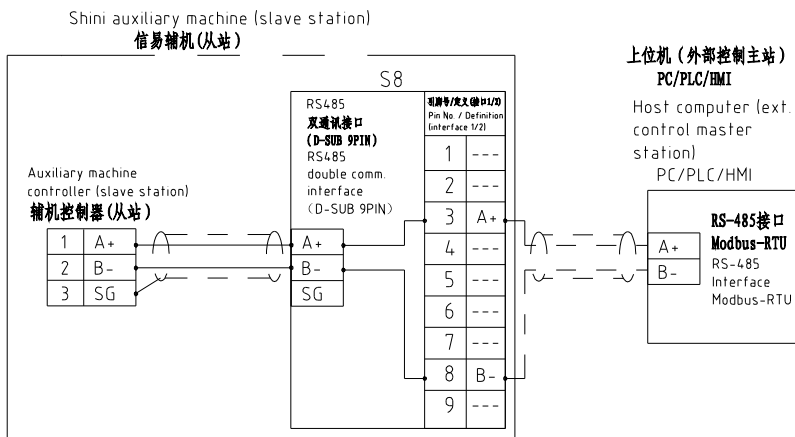 Shini auxiliary machine (slave station)
信易辅机(从站)
S8
RS485
双通讯接口
(D-SUB 9PIN)
RS485
double comm.
interface
(D-SUB 9PIN)
引脚号/定义(接口1/2)
Pin No. / Definition
(interface 1/2)
1 ---
2 ---
3 A+
4 ---
5 ---
6 ---
7 ---
8 B-
9 ---
Auxiliary machine
controller (slave station)
辅机控制器(从站)
1 A+
2 B-
3 SG
A+
B-
SG
上位机(外部控制主站)
PC/PLC/HMI
Host computer (ext.
control master
station)
PC/PLC/HMI
RS-485接口
Modbus-RTU
RS-485
Interface
Modbus-RTU
A+
B-